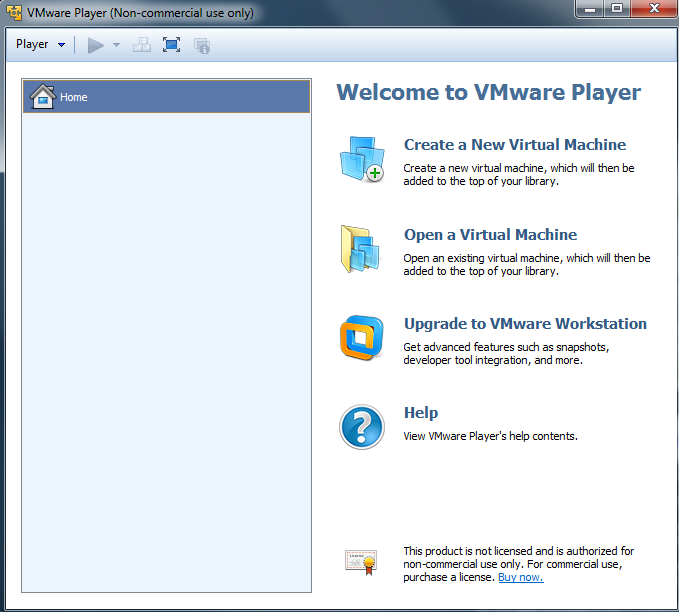 VMware Player (Non-commercial use only)
Player
Home
Welcome to VMware Player
Create a New Virtual Machine
Create a new virtual machine, which will then be
added to the top of your library.
Open a Virtual Machine
Open an existing virtual machine, which will then be
added to the top of your library.
Upgrade to VMware Workstation
Get advanced features such as snapshots,
developer tool integration, and more.
Help
View VMware Player's help contents.
This product is not licensed and is authorized for
non-commercial use only. For commercial use,
purchase a license. Buy now.